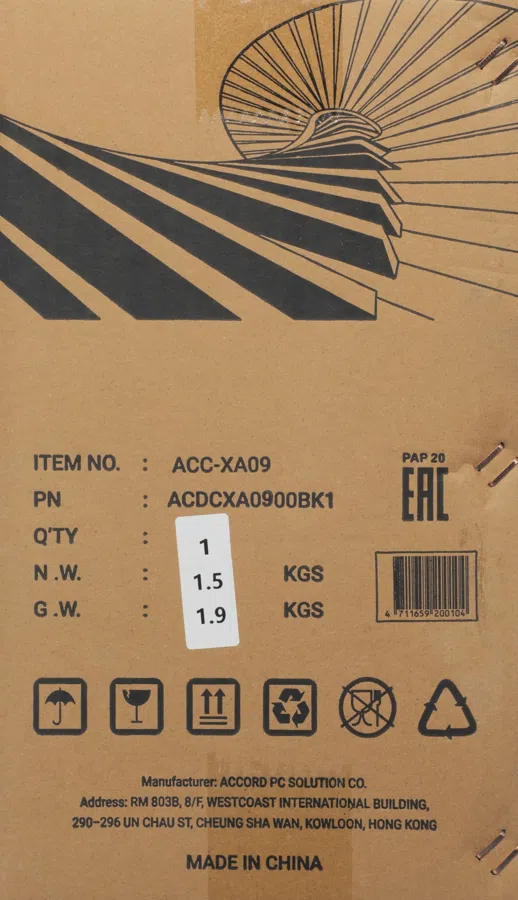 ITEM NO. : ACC-XA09
PN : ACDCXA0900BK1
Q'TY : 1
N .W. : 1.5 KGS
G .W. : 1.9 KGS
PAP 20
EAC
4 711659 200104
Manufacturer: ACCORD PC SOLUTION CO.
Address: RM 803B, 8/F, WESTCOAST INTERNATIONAL BUILDING,
290-296 UN CHAU ST, CHEUNG SHA WAN, KOWLOON, HONG KONG
MADE IN CHINA